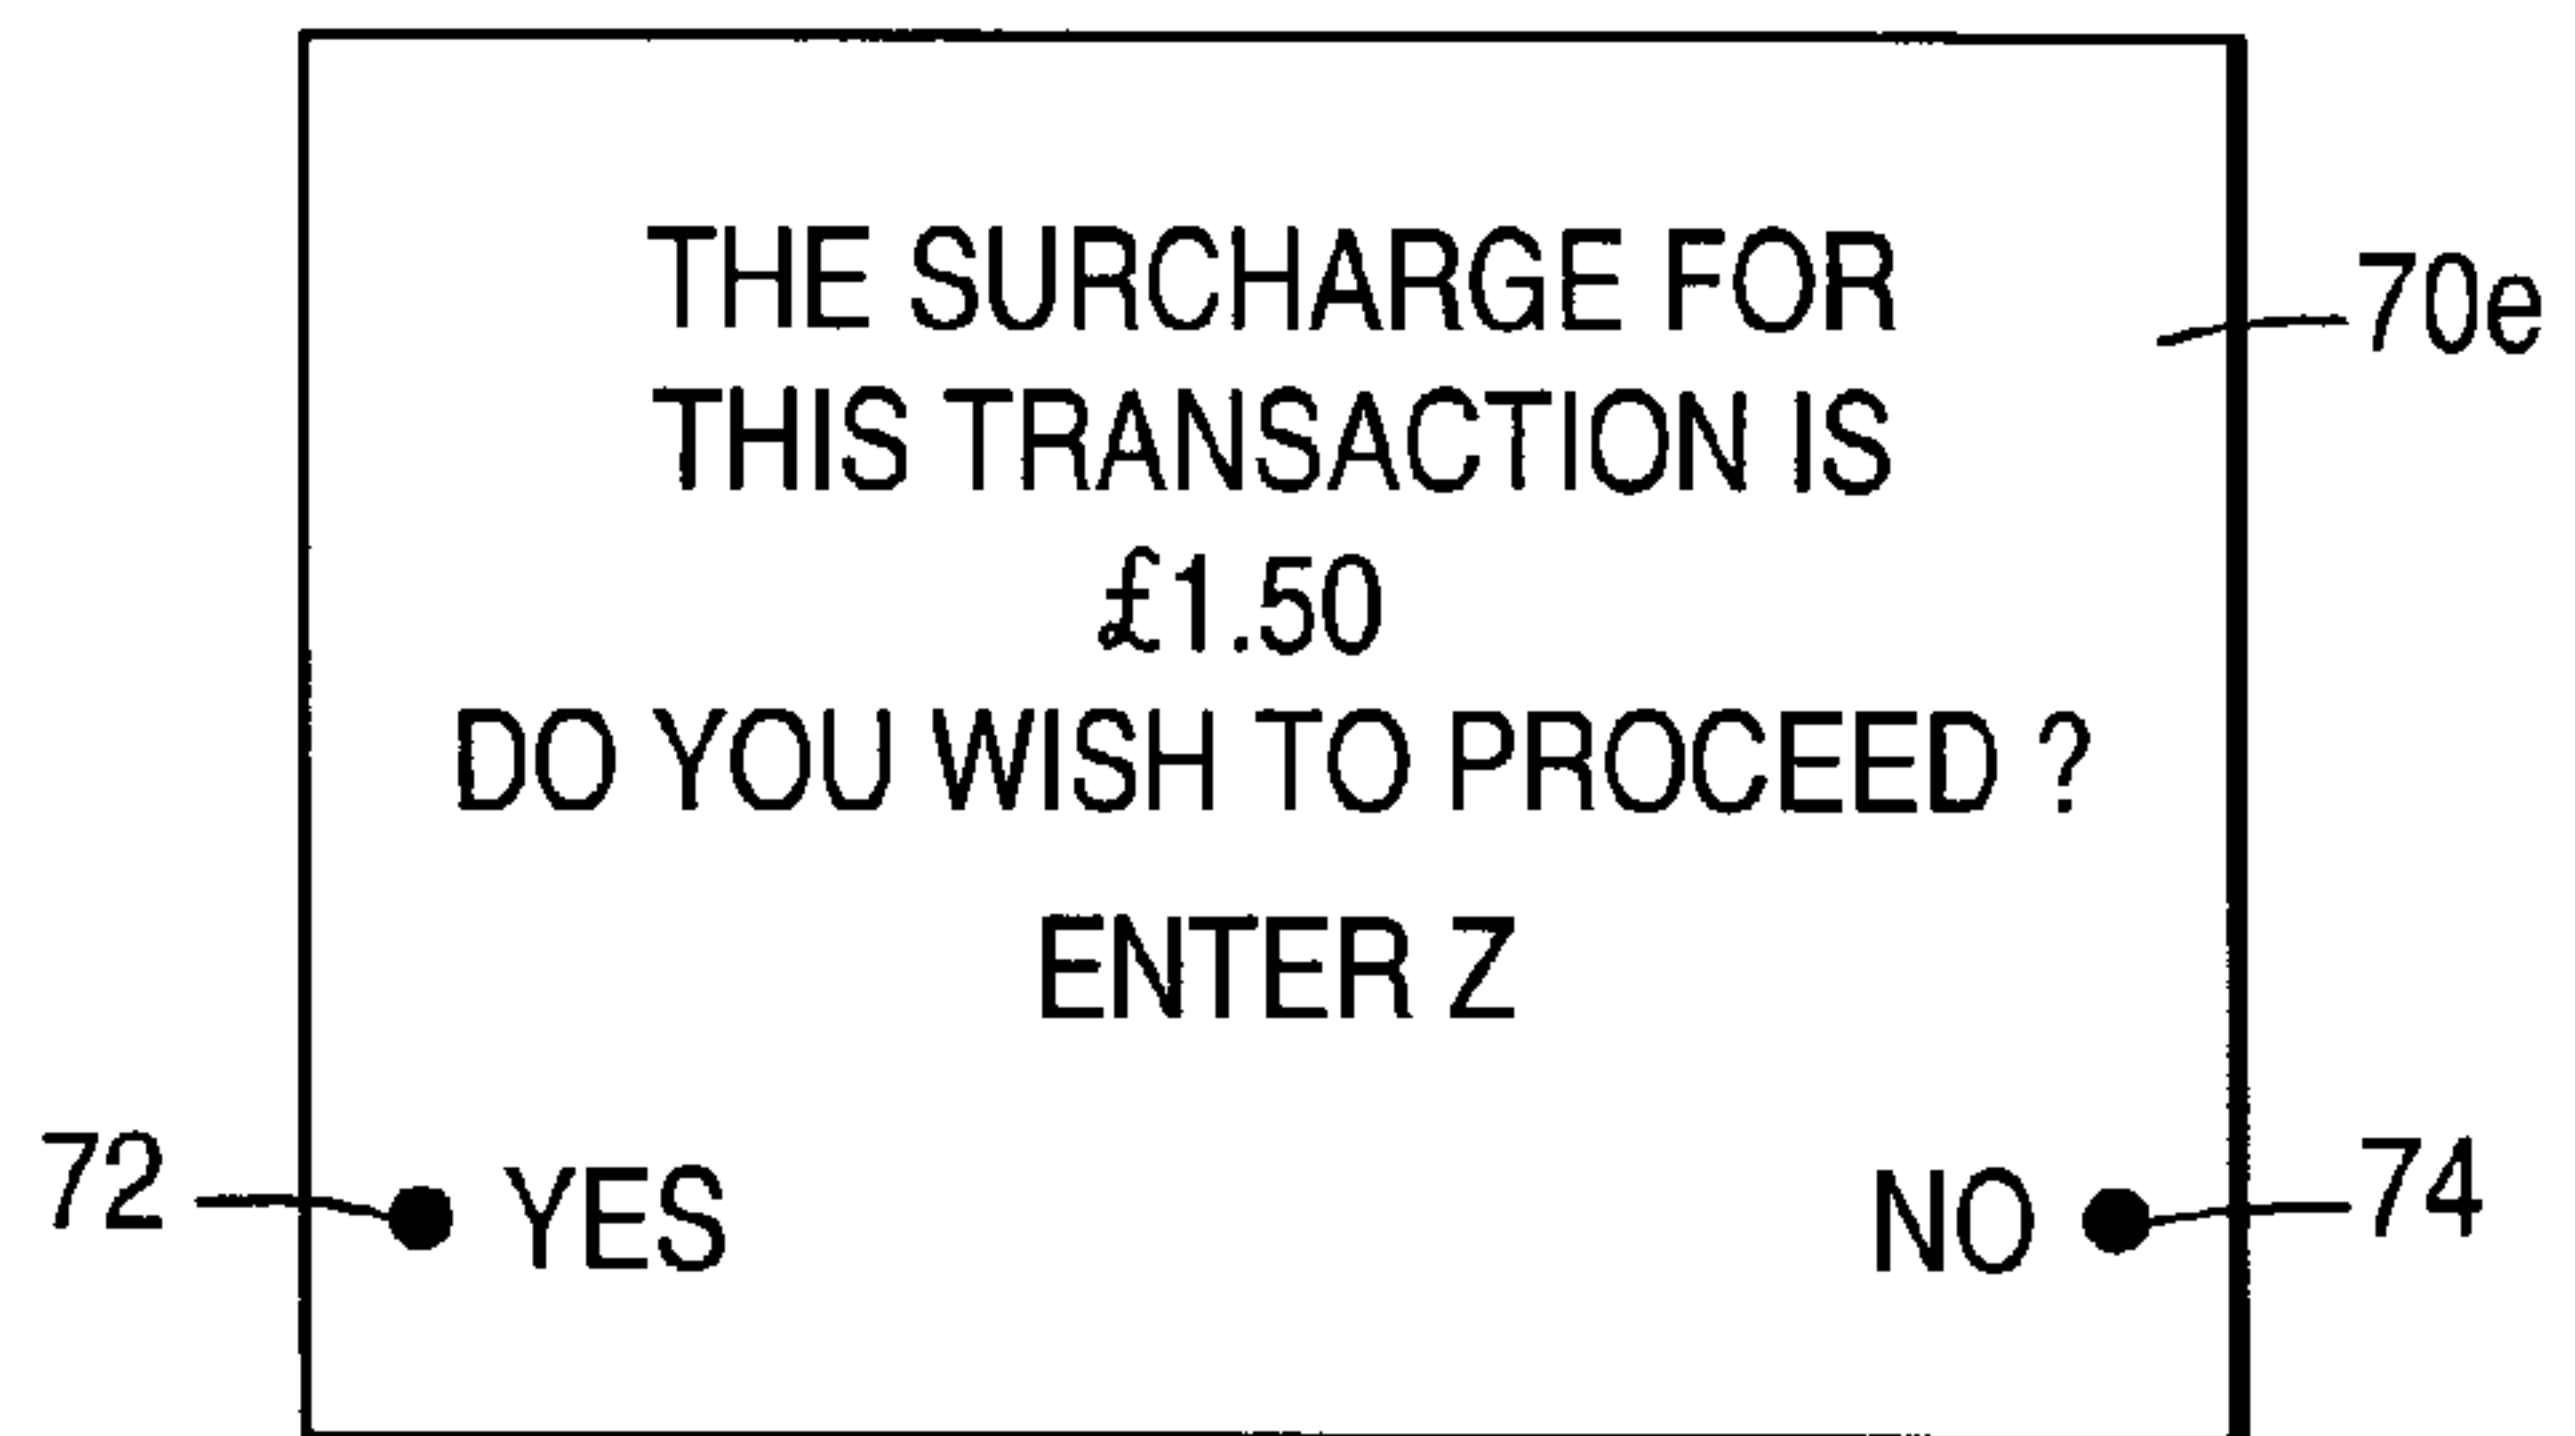 THE SURCHARGE FOR
70e
THIS TRANSACTION IS
£1.50
DO YOU WISH TO PROCEED ?
ENTER Z
72
YES
NO
74